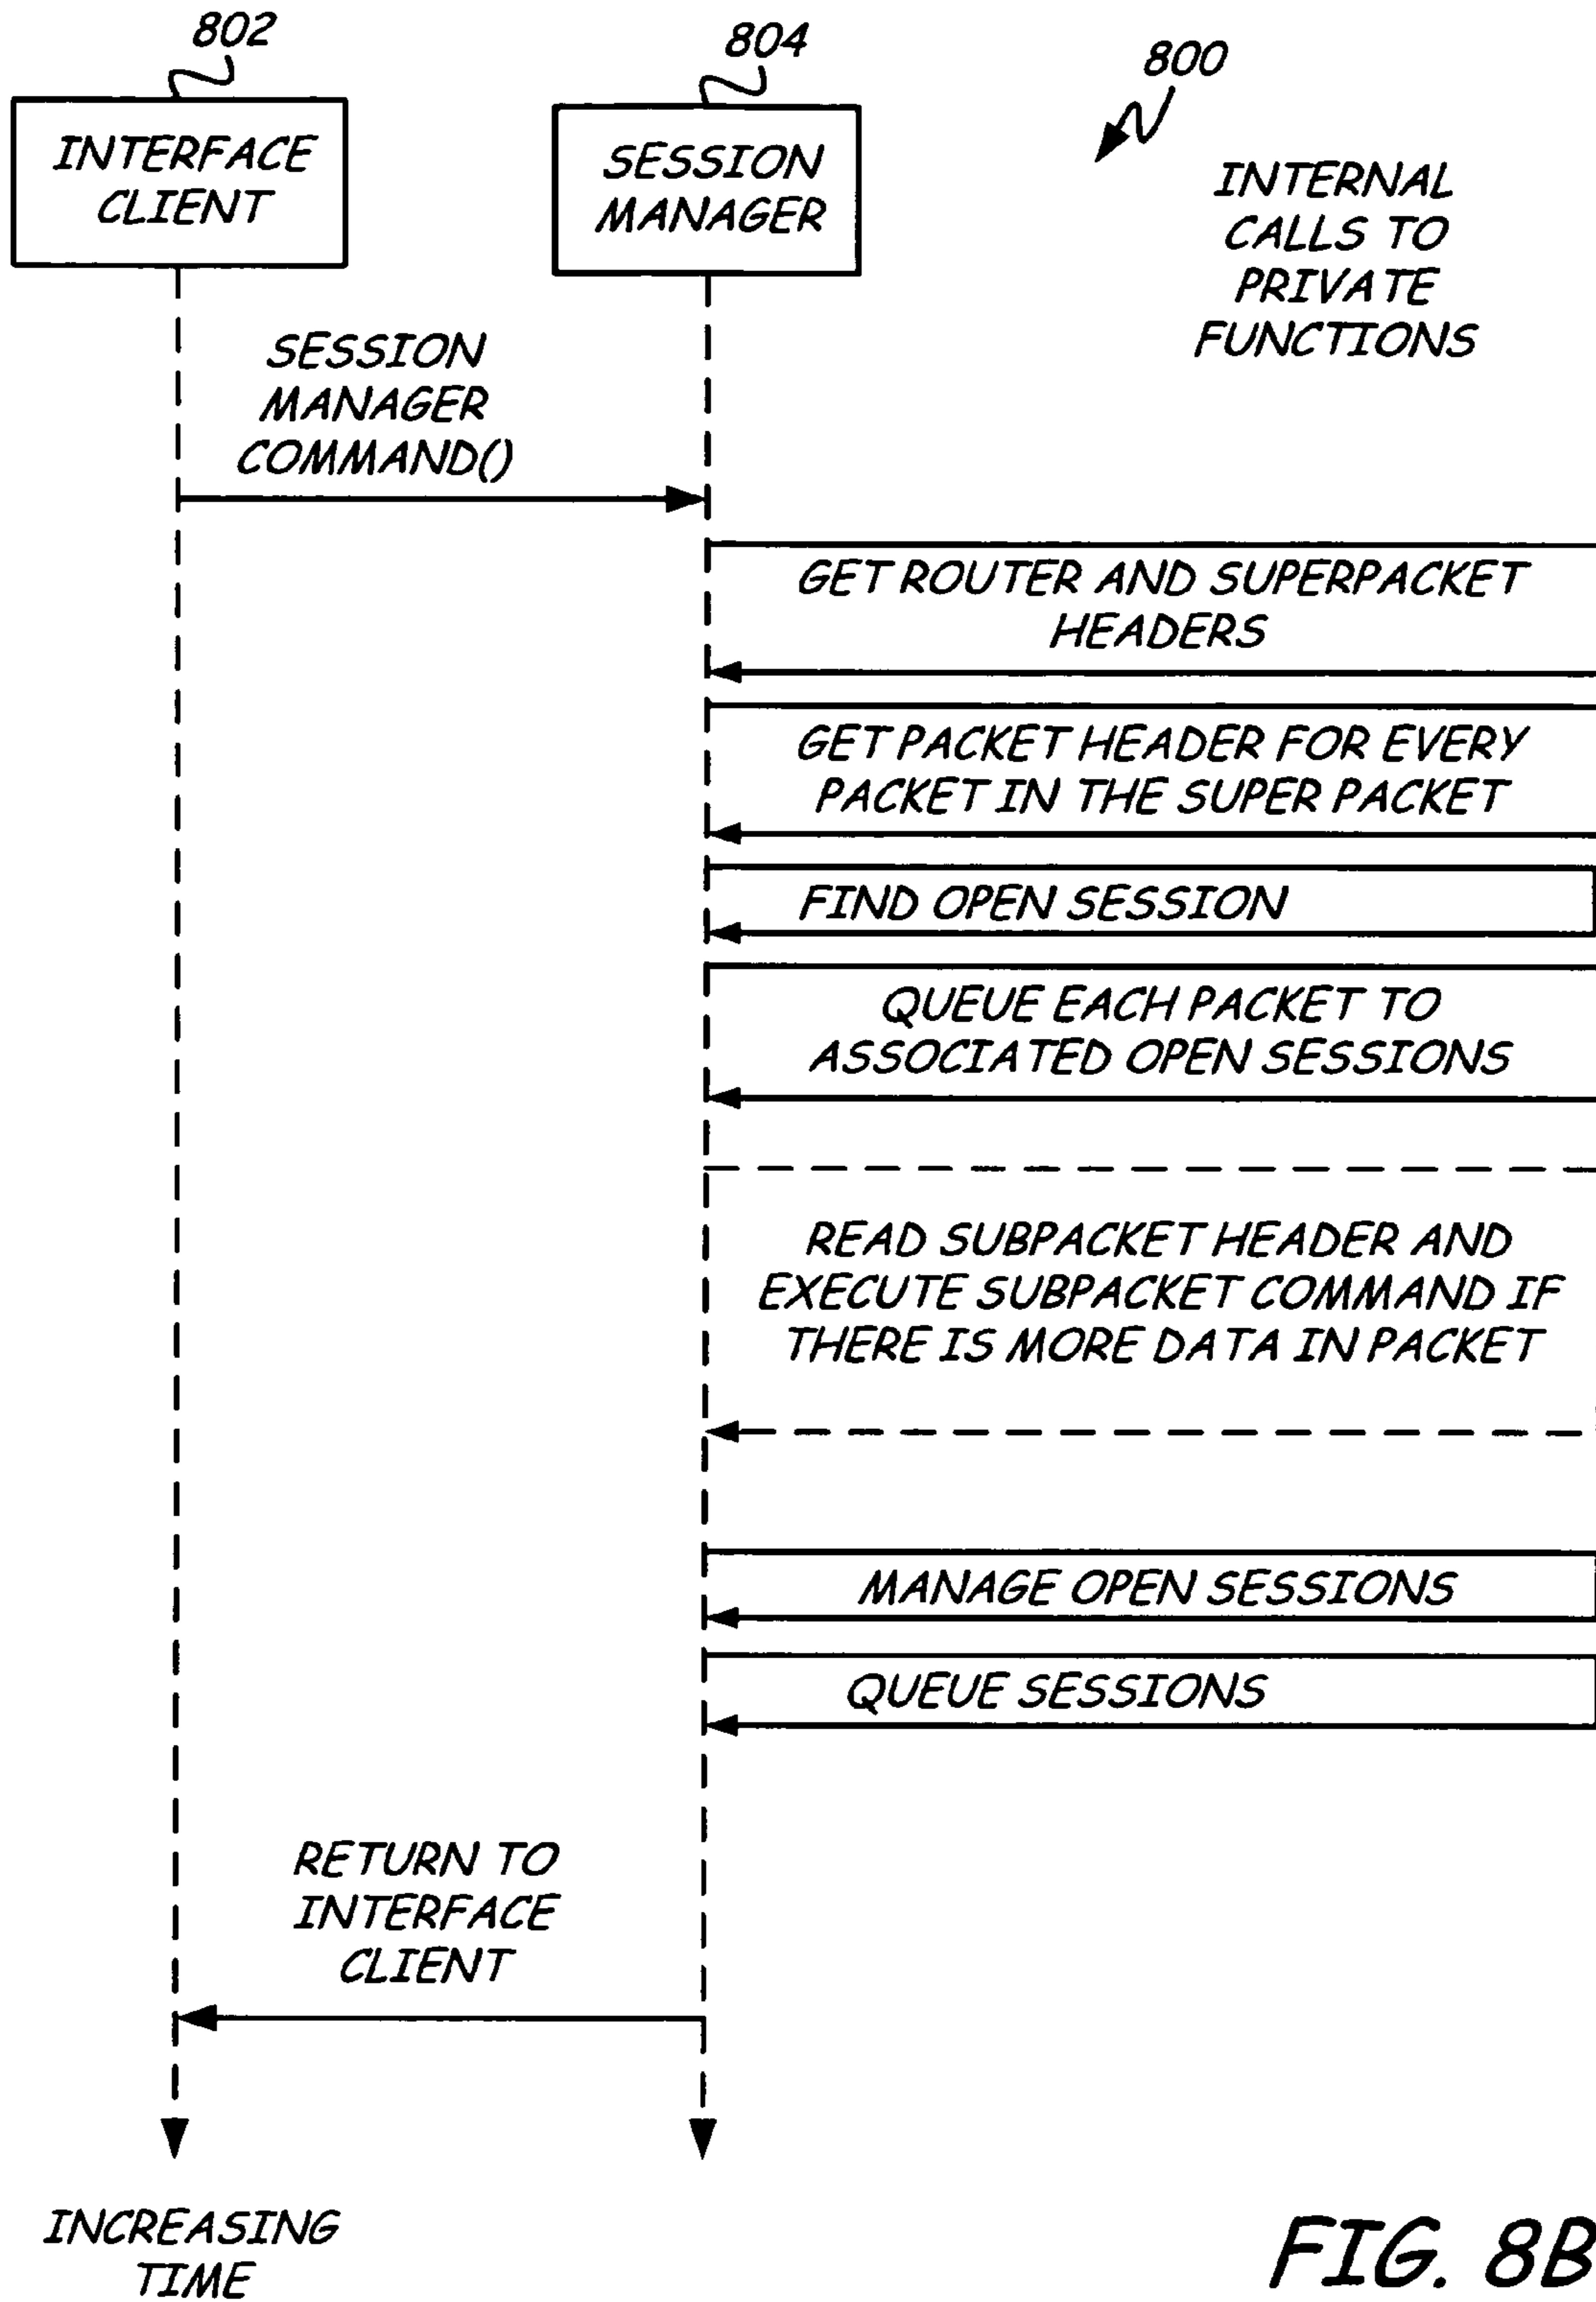 802
804
800
INTERFACE
CLIENT
SESSION
MANAGER
INTERNAL
CALLS TO
PRIVATE
FUNCTIONS
SESSION
MANAGER
COMMAND()
GET ROUTER AND SUPERPACKET
HEADERS
GET PACKET HEADER FOR EVERY
PACKET IN THE SUPER PACKET
FIND OPEN SESSION
QUEUE EACH PACKET TO
ASSOCIATED OPEN SESSIONS
READ SUBPACKET HEADER AND
EXECUTE SUBPACKET COMMAND IF
THERE IS MORE DATA IN PACKET
MANAGE OPEN SESSIONS
QUEUE SESSIONS
RETURN TO
INTERFACE
CLIENT
INCREASING
TIME
FIG. 8B